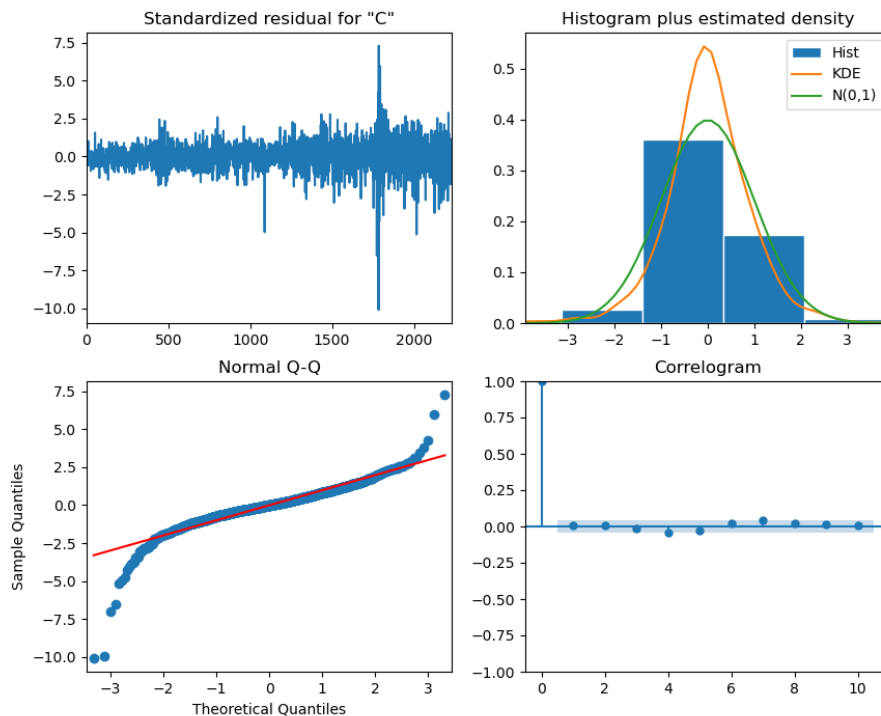 Standardized residual for "C"
7.5
5.0
2.5
0.0
−2.5
−5.0
−7.5
−10.0
0 500 1000 1500 2000
Histogram plus estimated density
Hist
KDE
N(0,1)
0.5
0.4
0.3
0.2
0.1
0.0
−3 −2 −1 0 1 2 3
Normal Q-Q
Sample Quantiles
7.5
5.0
2.5
0.0
−2.5
−5.0
−7.5
−10.0
−3 −2 −1 0 1 2 3
Theoretical Quantiles
Correlogram
1.00
0.75
0.50
0.25
0.00
−0.25
−0.50
−0.75
−1.00
0 2 4 6 8 10